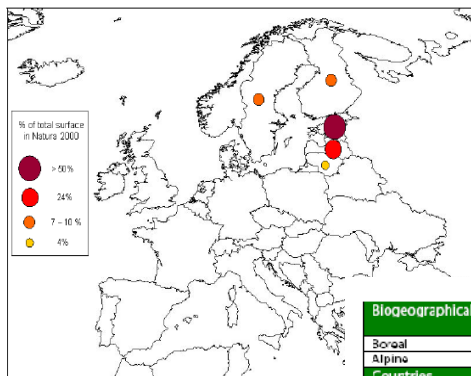 % of total surface
in Natura 2000
> 50%
24%
7 – 10 %
4%
Biogeographical
Boreal
Alpine
Countries